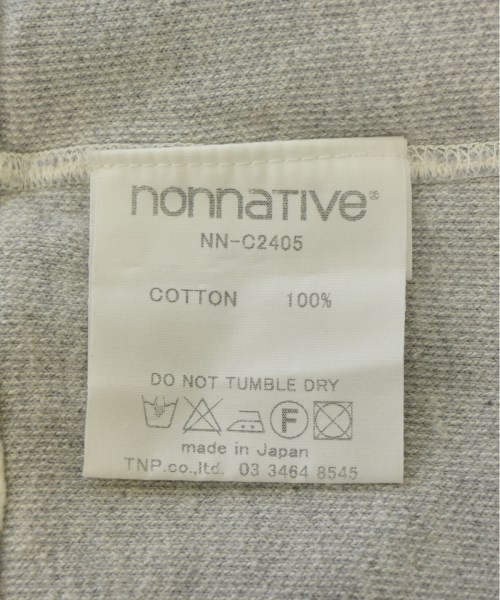 nonnative®
NN-C2405
COTTON 100%
DO NOT TUMBLE DRY
F
made in Japan
TNP.co.,ltd. 03 3464 8545